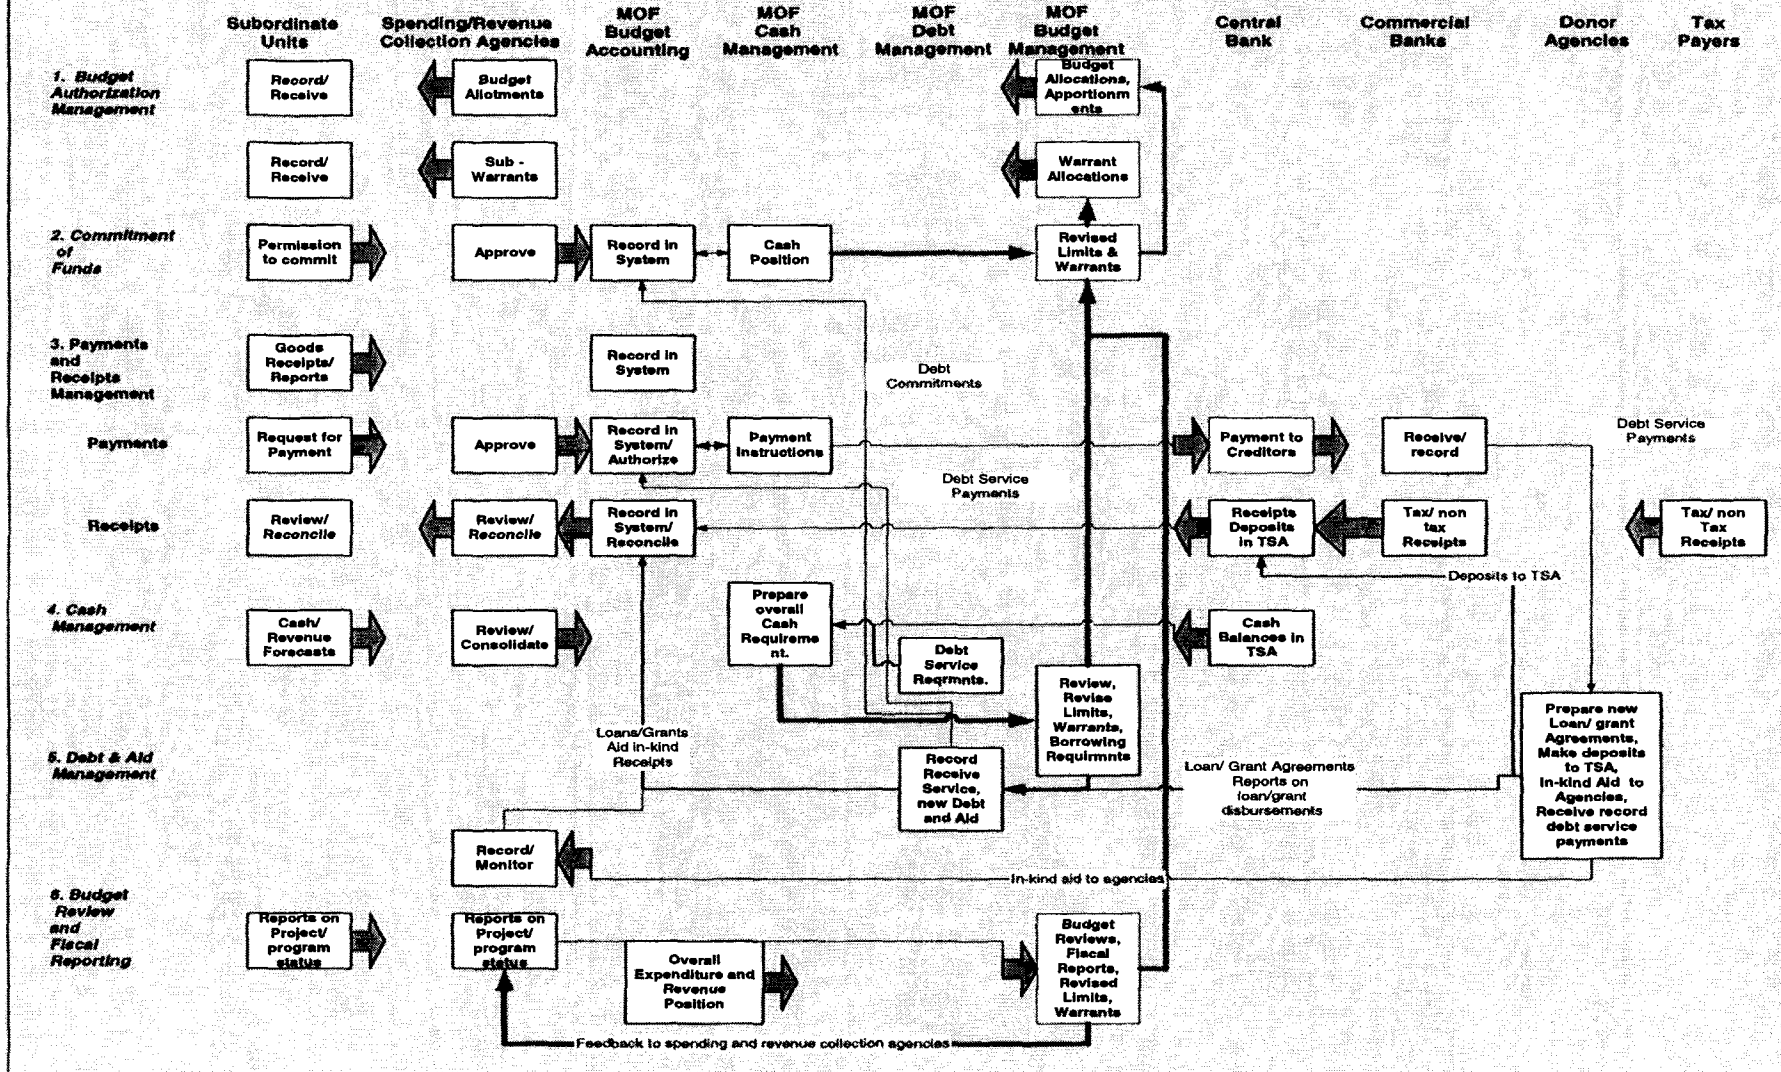 Subordinate
Units
Spending/Revenue
Collection Agencies
MOF
Budget
Accounting
MOF
Cash
Management
MOF
Debt
Management
MOF
Budget
Management
Central
Bank
Commercial
Banks
Donor
Agencies
Tax
Payers
1. Budget
Authorization
Management
Record/
Receive
Budget
Allotments
Budget
Allocations,
Apportionm
ents
Record/
Receive
Sub -
Warrants
Warrant
Allocations
2. Commitment
of
Funds
Permission
to commit
Approve
Record in
System
Cash
Position
Revised
Limits &
Warrants
3. Payments
and
Receipts
Management
Goods
Receipts/
Reports
Record in
System
Debt
Commitments
Payments
Request for
Payment
Approve
Record in
System/
Authorize
Payment
Instructions
Payment to
Creditors
Receive/
record
Debt Service
Payments
Debt Service
Payments
Receipts
Review/
Reconcile
Review/
Reconcile
Record in
System/
Reconcile
Receipts
Deposits
in TSA
Tax/ non
tax
Receipts
Tax/ non
Tax
Receipts
Deposits to TSA
4. Cash
Management
Cash/
Revenue
Forecasts
Review/
Consolidate
Prepare
overall
Cash
Requireme
nt.
Debt
Service
Reqrmnts.
Cash
Balances in
TSA
Review,
Revise
Limits,
Warrants,
Borrowing
Requirmnts
Prepare new
Loan/ grant
Agreements,
Make deposits
to TSA,
In-kind Aid to
Agencies,
Receive record
debt service
payments
5. Debt & Aid
Management
Loans/Grants
Aid in-kind
Receipts
Record
Receive
Service,
new Debt
and Aid
Loan/ Grant Agreements
Reports on
loan/grant
disbursements
Record/
Monitor
In-kind aid to agencies
6. Budget
Review
and
Fiscal
Reporting
Reports on
Project/
program
status
Reports on
Project/
program
status
Overall
Expenditure and
Revenue
Position
Budget
Reviews,
Fiscal
Reports,
Revised
Limits,
Warrants
Feedback to spending and revenue collection agencies